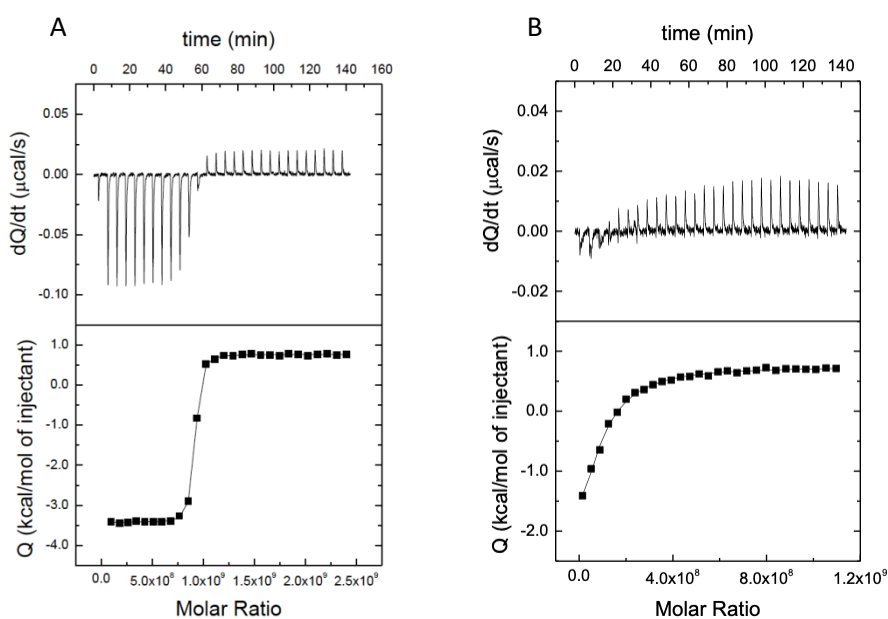 A
time (min)
0 20 40 60 80 100 120 140 160
0.05
0.00
-0.05
-0.10
dQ/dt (μcal/s)
1.0
0.0
-1.0
-2.0
-3.0
-4.0
Q (kcal/mol of injectant)
0.0 5.0x10⁸ 1.0x10⁹ 1.5x10⁹ 2.0x10⁹ 2.5x10⁹
Molar Ratio
B
time (min)
0 20 40 60 80 100 120 140
0.04
0.02
0.00
-0.02
dQ/dt (μcal/s)
1.0
0.0
-1.0
-2.0
Q (kcal/mol of injectant)
0.0 4.0x10⁸ 8.0x10⁸ 1.2x10⁹
Molar Ratio